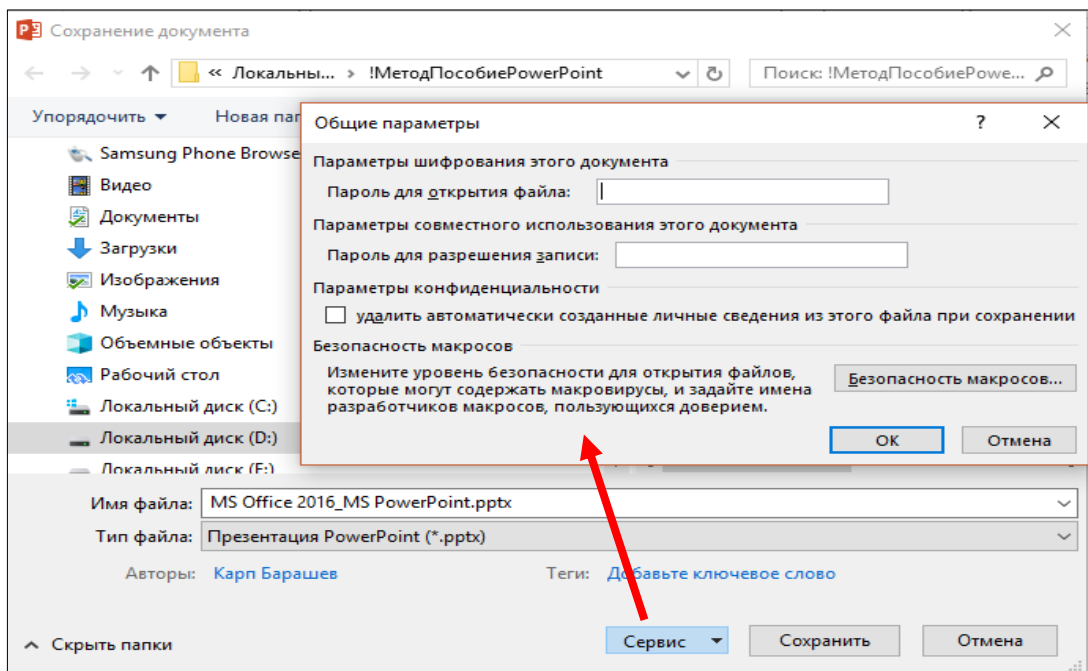 Сохранение документа
« Локальны... › !МетодПособиеPowerPoint
Поиск: !МетодПособиеPowe...
Упорядочить
Новая пап
Общие параметры
Samsung Phone Browse
Параметры шифрования этого документа
Видео
Пароль для открытия файла:
Документы
Параметры совместного использования этого документа
Загрузки
Пароль для разрешения записи:
Изображения
Параметры конфиденциальности
Музыка
удалить автоматически созданные личные сведения из этого файла при сохранении
Объемные объекты
Безопасность макросов
Рабочий стол
Измените уровень безопасности для открытия файлов,
которые могут содержать макровирусы, и задайте имена
разработчиков макросов, пользующихся доверием.
Безопасность макросов...
Локальный диск (C:)
Локальный диск (D:)
OK
Отмена
Локальный диск (E:)
Имя файла: MS Office 2016_MS PowerPoint.pptx
Тип файла: Презентация PowerPoint (*.pptx)
Авторы: Карп Барашев
Теги: Добавьте ключевое слово
Скрыть папки
Сервис
Сохранить
Отмена